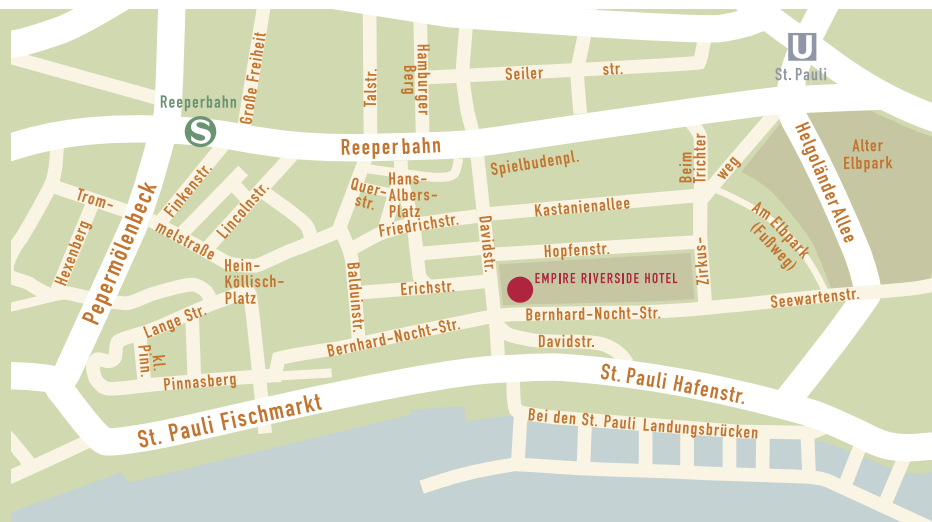 U
St. Pauli
Große Freiheit
Talstr.
Hamburger
Berg
Seiler
str.
Reeperbahn
S
Reeperbahn
Spielbudenpl.
Beim
Trichter
weg
Helgoländer Allee
Alter
Elbpark
Trom-
melstraße
Finkenstr.
Lincolnstr.
Quer-
str.
Hans-
Albers-
Platz
Friedrichstr.
Davidstr.
Kastanienallee
Am Elbpark
(Fußweg)
Hexenberg
Pepermölenbeck
Hopfenstr.
Zirkus-
Hein-
Köllisch-
Platz
Balduinstr.
Erichstr.
EMPIRE RIVERSIDE HOTEL
Seewartenstr.
Lange Str.
Bernhard-Nocht-Str.
Bernhard-Nocht-Str.
Davidstr.
kl.
Pinn.
Pinnasberg
St. Pauli Hafenstr.
St. Pauli Fischmarkt
Bei den St. Pauli Landungsbrücken